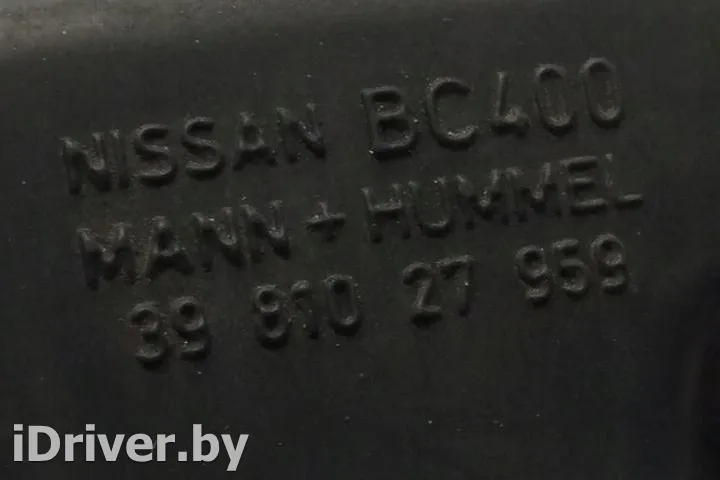 NISSAN BC400
MANN+HUMMEL
39 810 27 959
iDriver.by